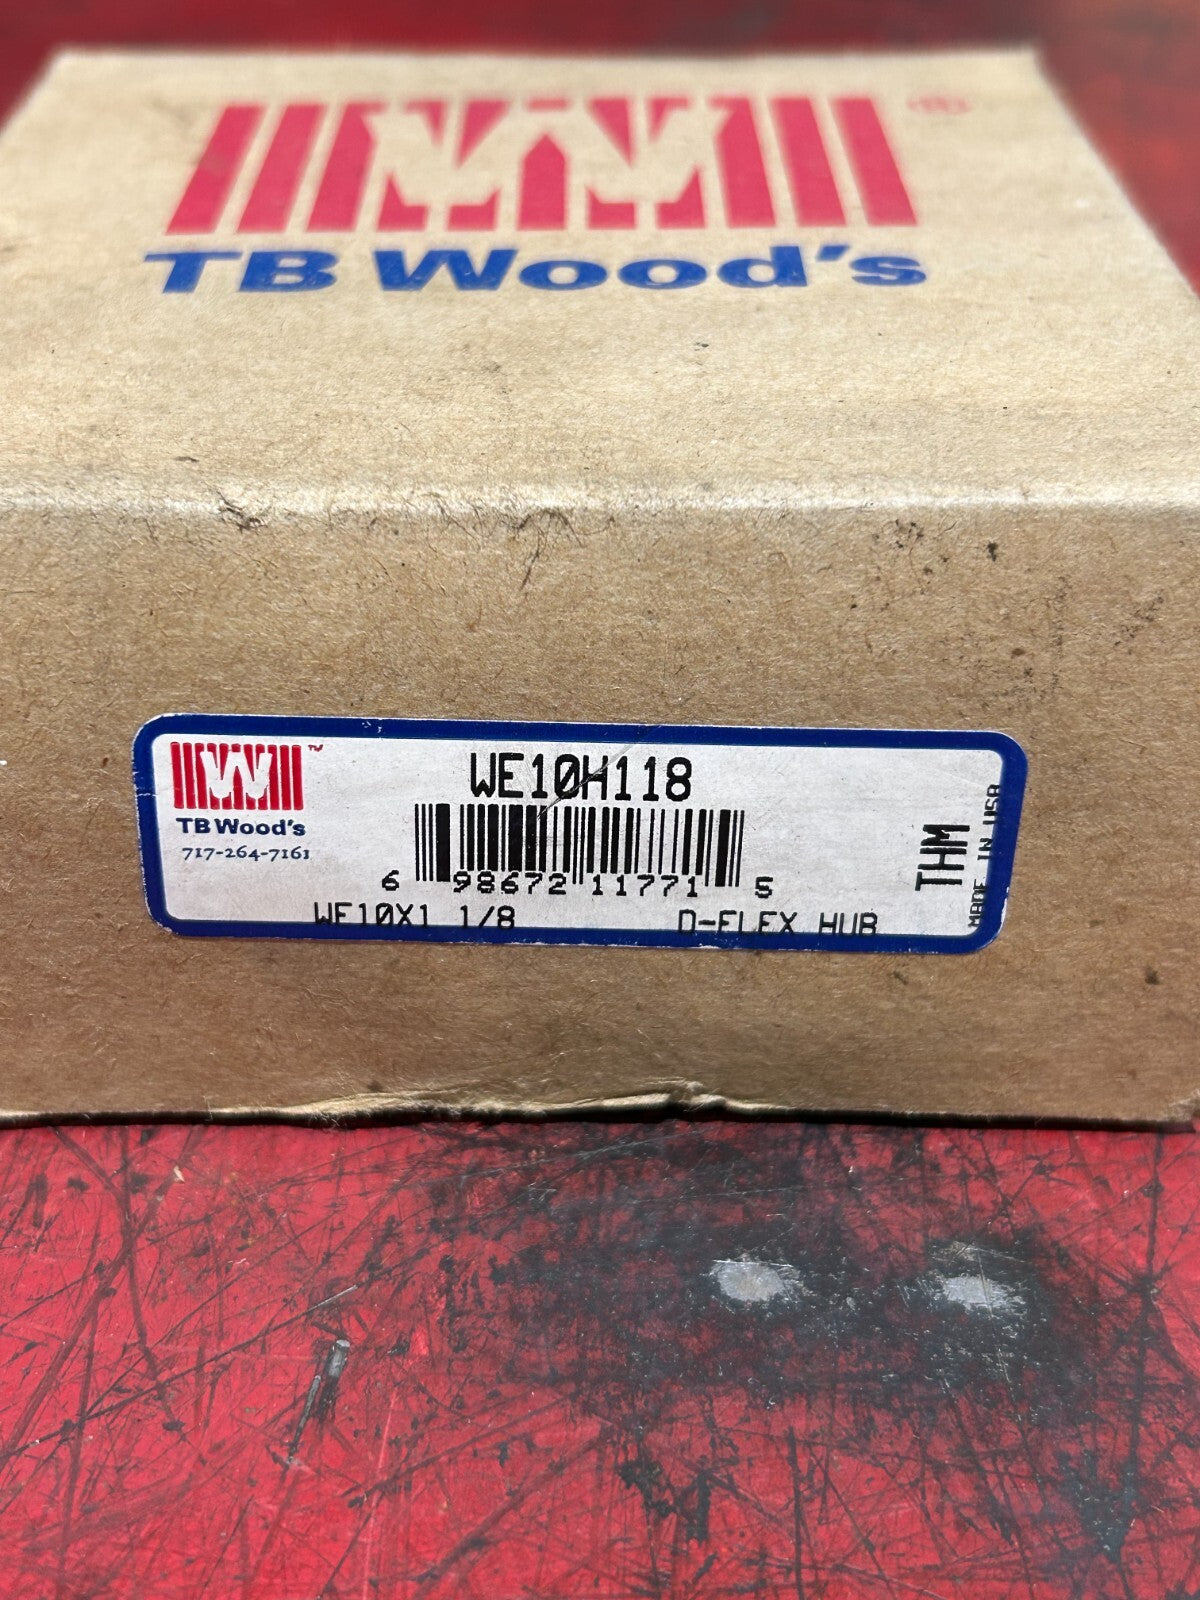 TB Wood's
®
TM
TB Wood's
717-264-7161
WE10H118
6 98672 11771 5
WE10X1 1/8 D-FLEX HUB
THM
MADE IN USA